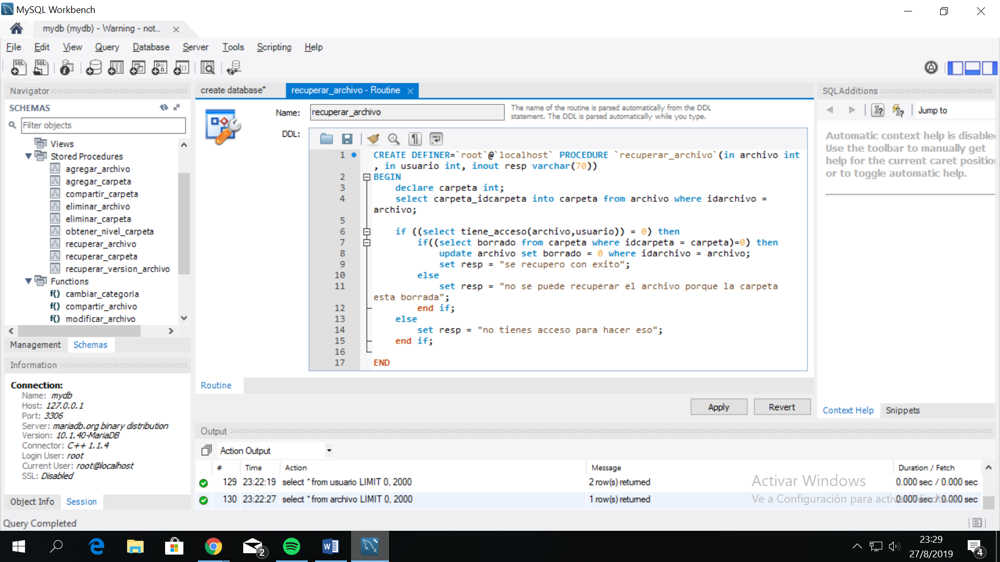 MySQL Workbench
mydb (mydb) - Warning - not...
File Edit View Query Database Server Tools Scripting Help
Navigator
SCHEMAS
Filter objects
Views
Stored Procedures
agregar_archivo
agregar_carpeta
compartir_carpeta
eliminar_archivo
eliminar_carpeta
obtener_nivel_carpeta
recuperar_archivo
recuperar_carpeta
recuperar_version_archivo
Functions
f() cambiar_categoria
f() compartir_archivo
f() modificar_archivo
Management Schemas
Information
Connection:
Name: mydb
Host: 127.0.0.1
Port: 3306
Server: mariadb.org binary distribution
Version: 10.1.40-MariaDB
Connector: C++ 1.1.4
Login User: root
Current User: root@localhost
SSL: Disabled
Object Info Session
Query Completed
create database* recuperar_archivo - Routine
Name: recuperar_archivo
The name of the routine is parsed automatically from the DDL
statement. The DDL is parsed automatically while you type.
DDL:
1 CREATE DEFINER=`root`@`localhost` PROCEDURE `recuperar_archivo`(in archivo int
, in usuario int, inout resp varchar(70))
2 BEGIN
3 declare carpeta int;
4 select carpeta_idcarpeta into carpeta from archivo where idarchivo =
archivo;
5
6 if ((select tiene_acceso(archivo,usuario)) = 0) then
7 if((select borrado from carpeta where idcarpeta = carpeta)=0) then
8 update archivo set borrado = 0 where idarchivo = archivo;
9 set resp = "se recupero con exito";
10 else
11 set resp = "no se puede recuperar el archivo porque la carpeta
esta borrada";
12 end if;
13 else
14 set resp = "no tienes acceso para hacer eso";
15 end if;
16
17 END
Routine
Apply Revert
SQLAdditions
Jump to
Automatic context help is disable
Use the toolbar to manually get
help for the current caret positio
or to toggle automatic help.
Context Help Snippets
Output
Action Output
# Time Action Message Duration / Fetch
129 23:22:19 select * from usuario LIMIT 0, 2000 2 row(s) returned 0.000 sec / 0.000 sec
130 23:22:27 select * from archivo LIMIT 0, 2000 1 row(s) returned 0.000 sec / 0.000 sec
Activar Windows
Ve a Configuración para activar Windows.
2
23:29
27/8/2019
4